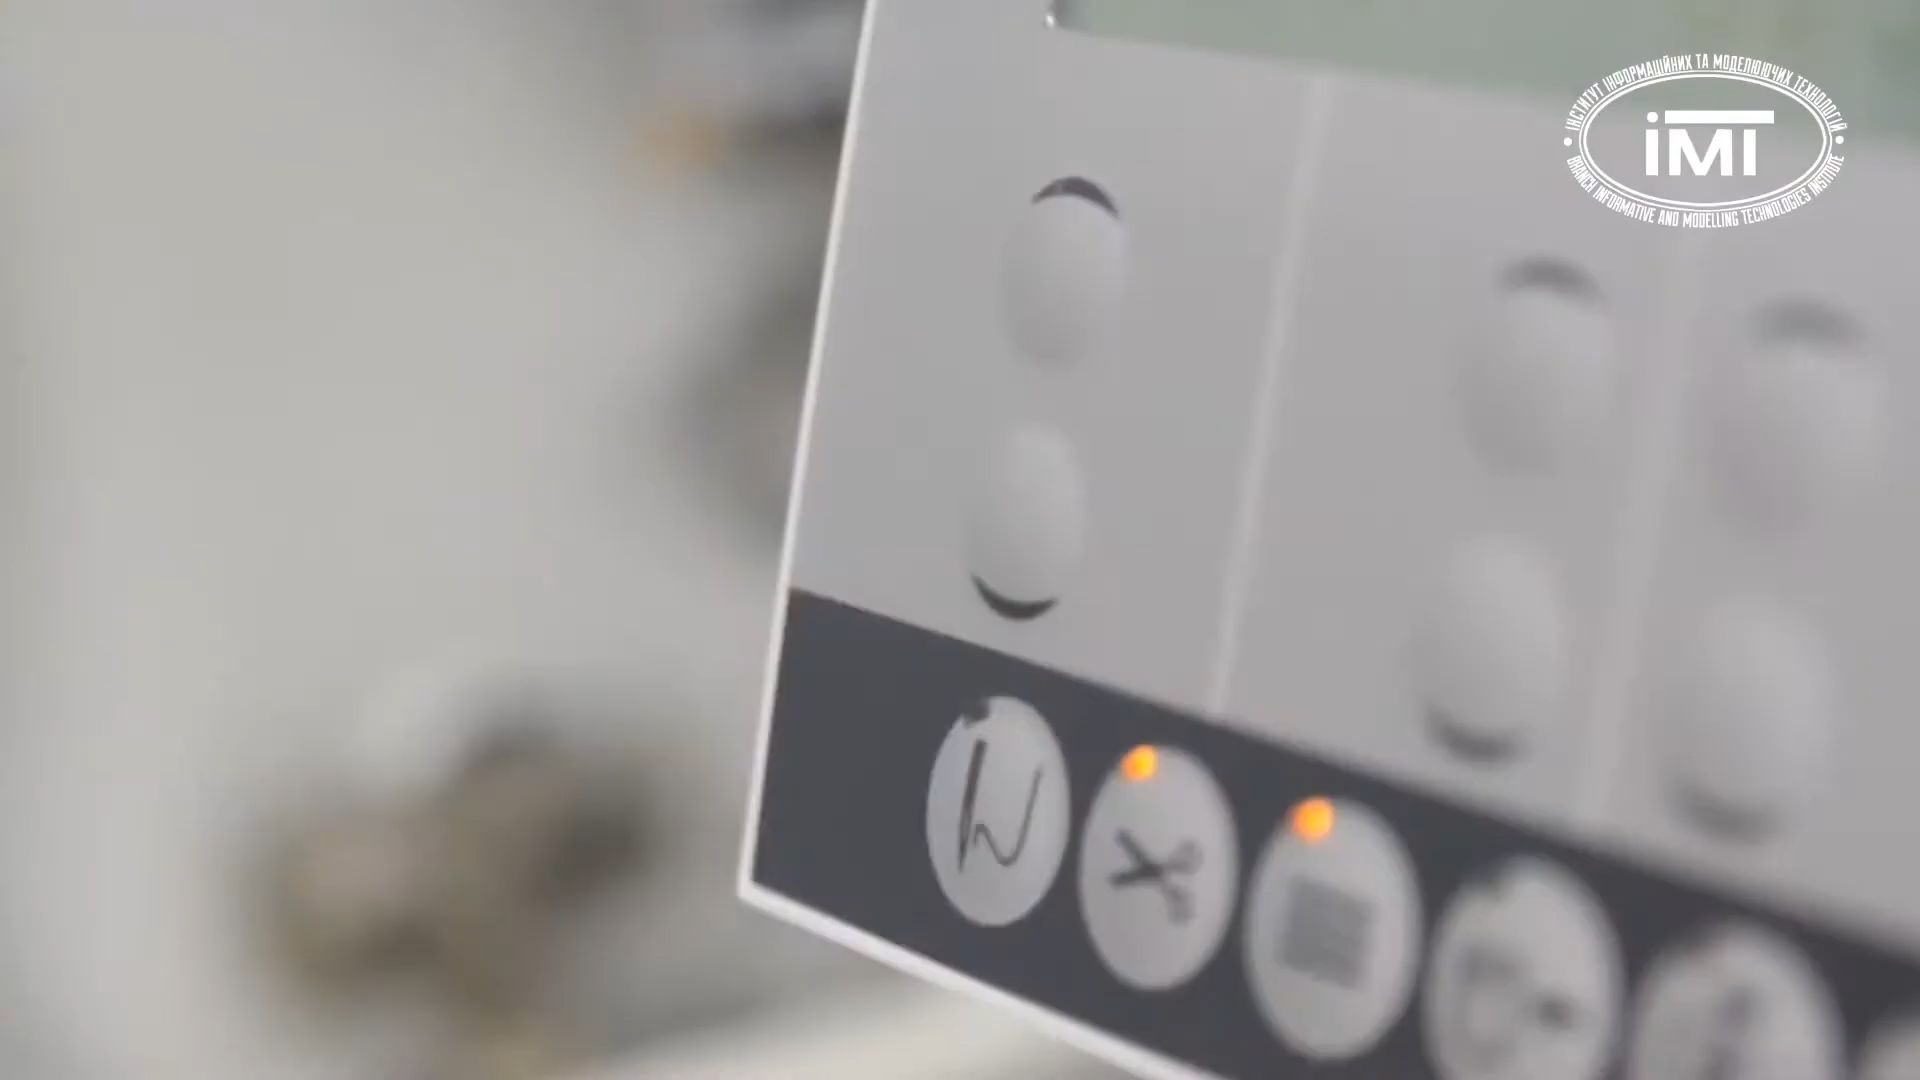 ІНСТИТУТ ІНФОРМАЦІЙНИХ ТА МОДЕЛЮЮЧИХ ТЕХНОЛОГІЙ
iMT
BRANCH INFORMATIVE AND MODELLING TECHNOLOGIES INSTITUTE